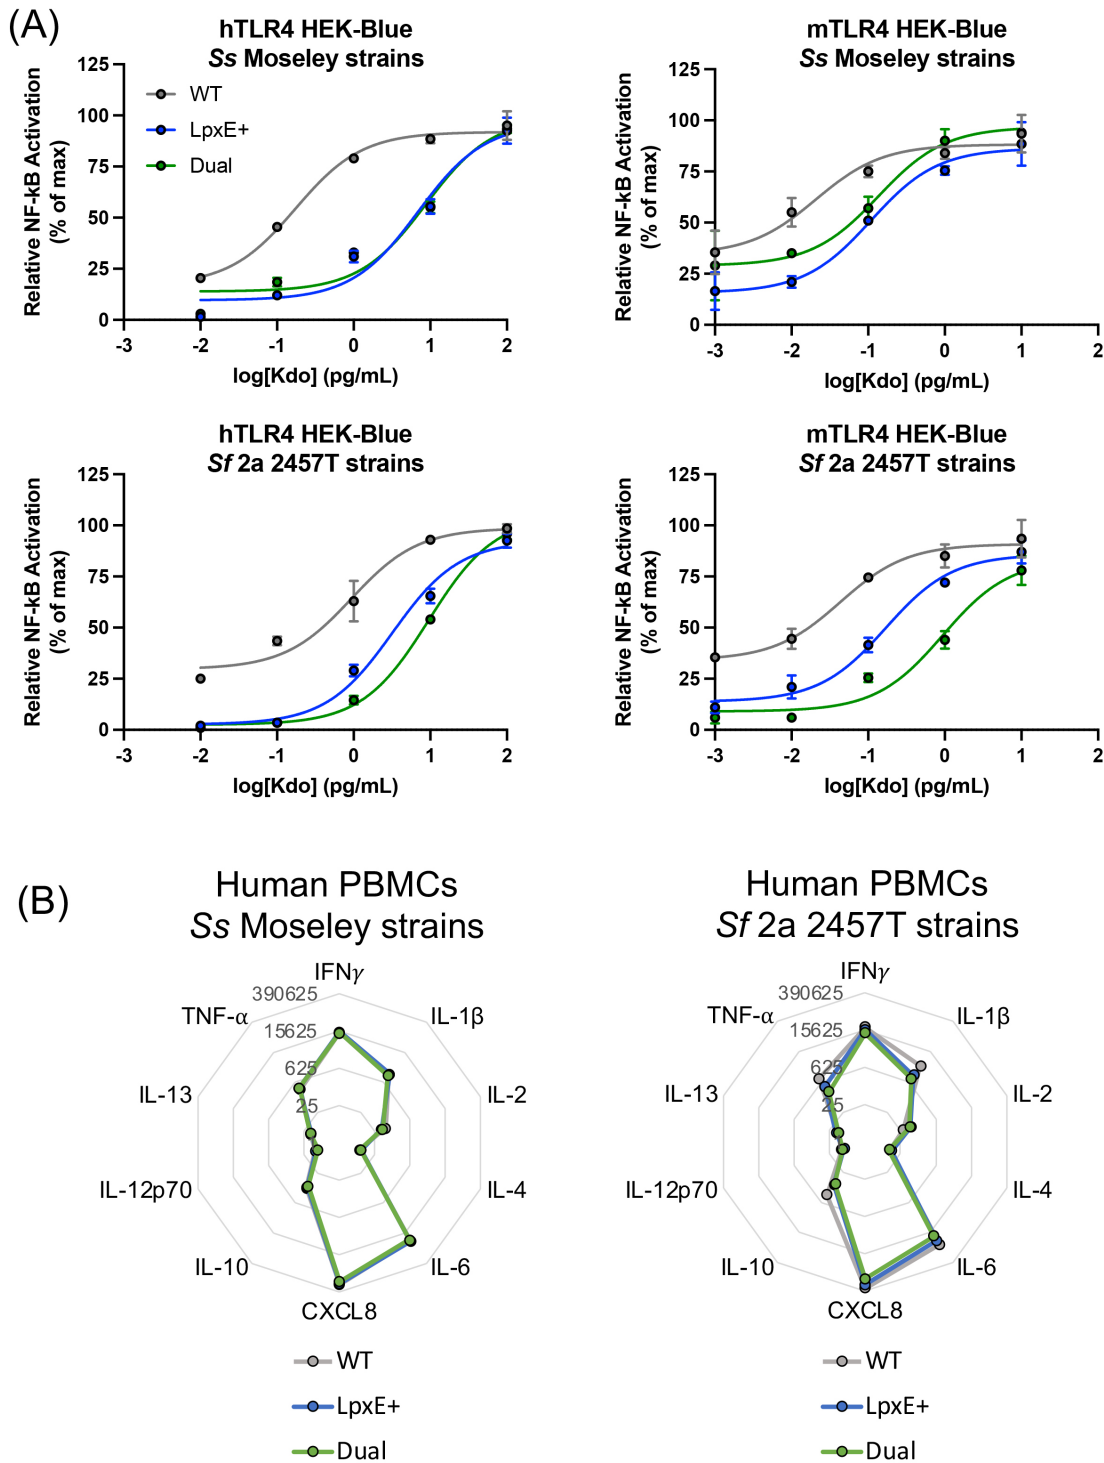 (A)
hTLR4 HEK-Blue
Ss Moseley strains
Relative NF-kB Activation
(% of max)
125
100
75
50
25
0
WT
LpxE+
Dual
-3 -2 -1 0 1 2
log[Kdo] (pg/mL)
mTLR4 HEK-Blue
Ss Moseley strains
Relative NF-kB Activation
(% of max)
125
100
75
50
25
0
-3 -2 -1 0 1 2
log[Kdo] (pg/mL)
hTLR4 HEK-Blue
Sf 2a 2457T strains
Relative NF-kB Activation
(% of max)
125
100
75
50
25
0
-3 -2 -1 0 1 2
log[Kdo] (pg/mL)
mTLR4 HEK-Blue
Sf 2a 2457T strains
Relative NF-kB Activation
(% of max)
125
100
75
50
25
0
-3 -2 -1 0 1 2
log[Kdo] (pg/mL)
(B)
Human PBMCs
Ss Moseley strains
IFNγ
390625
TNF-α
IL-1β
15625
625
IL-13
25
IL-2
IL-12p70
IL-4
IL-10
IL-6
CXCL8
WT
LpxE+
Dual
Human PBMCs
Sf 2a 2457T strains
IFNγ
390625
TNF-α
IL-1β
15625
625
IL-13
25
IL-2
IL-12p70
IL-4
IL-10
IL-6
CXCL8
WT
LpxE+
Dual